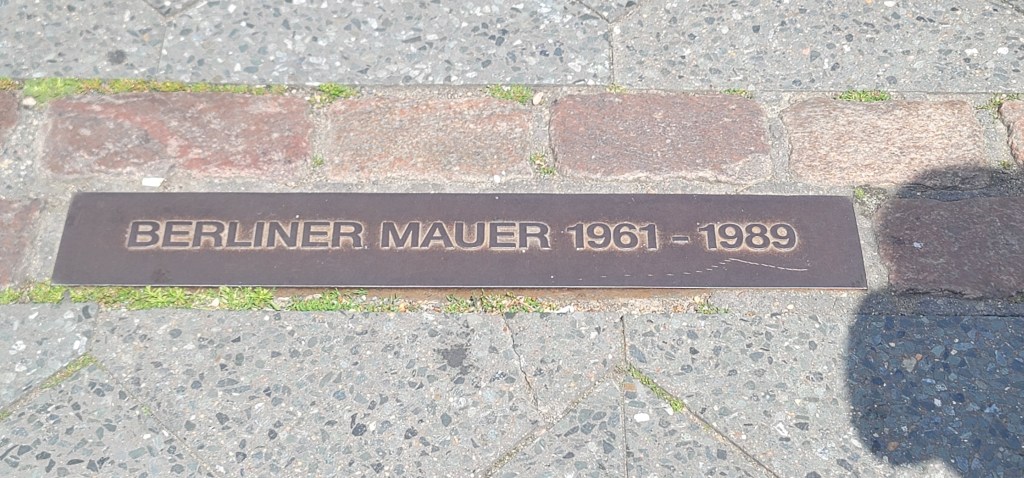 BERLINER MAUER 1961 - 1989